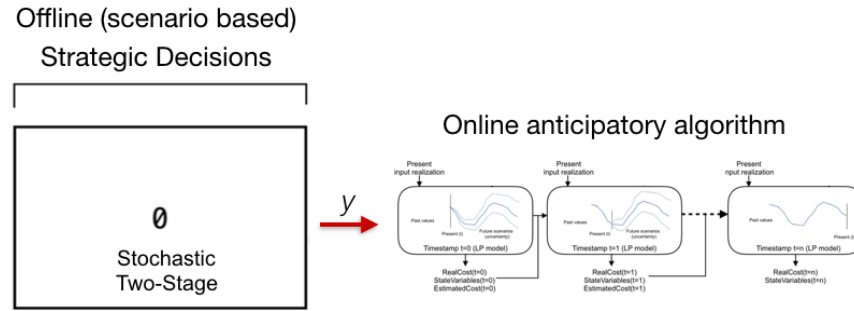 Offline (scenario based)
Strategic Decisions
0
Stochastic
Two-Stage
y
Online anticipatory algorithm
Present
input realization
Past values
Present (t)
Future scenarios
(uncertainty)
Timestamp t=0 (LP model)
RealCost(t=0)
StateVariables(t=0)
EstimatedCost(t=0)
Present
input realization
Past values
Present (t)
Future scenarios
(uncertainty)
Timestamp t=1 (LP model)
RealCost(t=1)
StateVariables(t=1)
EstimatedCost(t=1)
Present
nput realization
Past values
Present (t)
Timestamp t=n (LP model)
RealCost(t=n)
StateVariables(t=n)